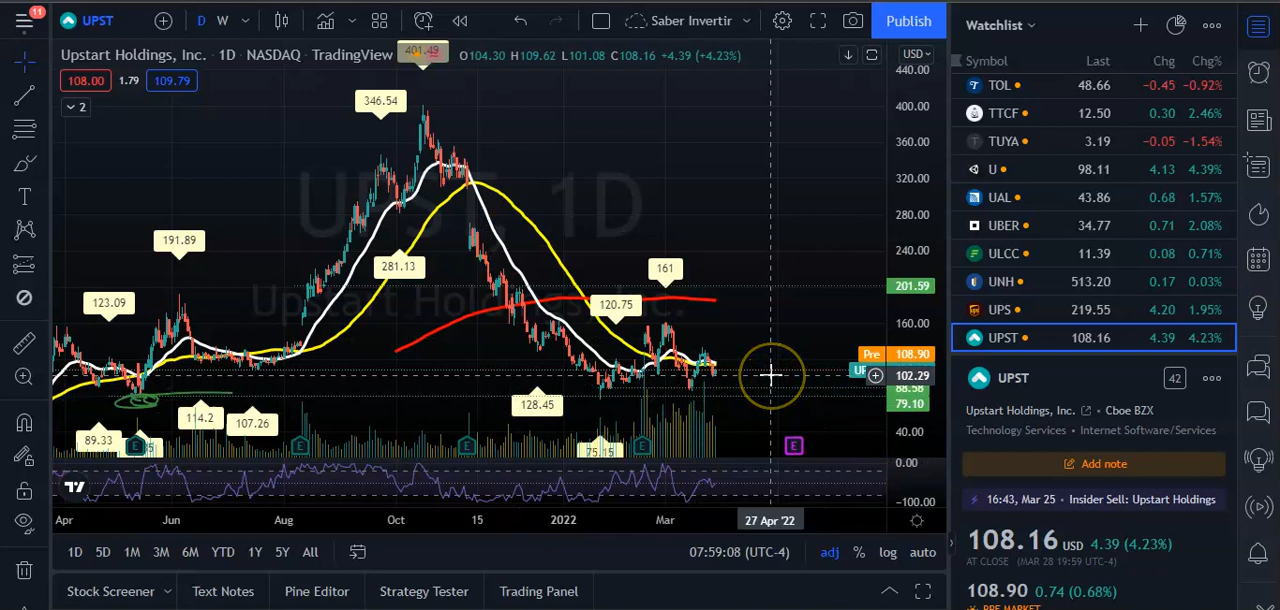 11
UPST
D
W
Saber Invertir
Publish
Watchlist
Upstart Holdings, Inc. · 1D · NASDAQ · TradingView
401.49
O104.30 H109.62 L101.08 C108.16 +4.39 (+4.23%)
USD
108.00
1.79
109.79
2
Symbol Last Chg Chg%
TOL 48.66 -0.45 -0.92%
TTCF 12.50 0.30 2.46%
TUYA 3.19 -0.05 -1.54%
U 98.11 4.13 4.39%
UAL 43.86 0.68 1.57%
UBER 34.77 0.71 2.08%
ULCC 11.39 0.08 0.71%
UNH 513.20 0.17 0.03%
UPS 219.55 4.20 1.95%
UPST 108.16 4.39 4.23%
440.00
400.00
360.00
320.00
280.00
240.00
201.59
160.00
Pre 108.90
102.29
88.58
79.10
40.00
0.00
-100.00
UPST, 1D
Upstart Holdings, Inc.
346.54
191.89
281.13
123.09
161
120.75
128.45
114.2
107.26
89.33
75.15
E
E
E
E
E
Apr
Jun
Aug
Oct
15
2022
Mar
27 Apr '22
1D 5D 1M 3M 6M YTD 1Y 5Y All
07:59:08 (UTC-4)
adj % log auto
Stock Screener
Text Notes
Pine Editor
Strategy Tester
Trading Panel
UPST
42
Upstart Holdings, Inc. • Cboe BZX
Technology Services • Internet Software/Services
Add note
16:43, Mar 25 • Insider Sell: Upstart Holdings
108.16 USD 4.39 (4.23%)
AT CLOSE (MAR 28 19:59 UTC-4)
108.90 0.74 (0.68%)
PRE-MARKET